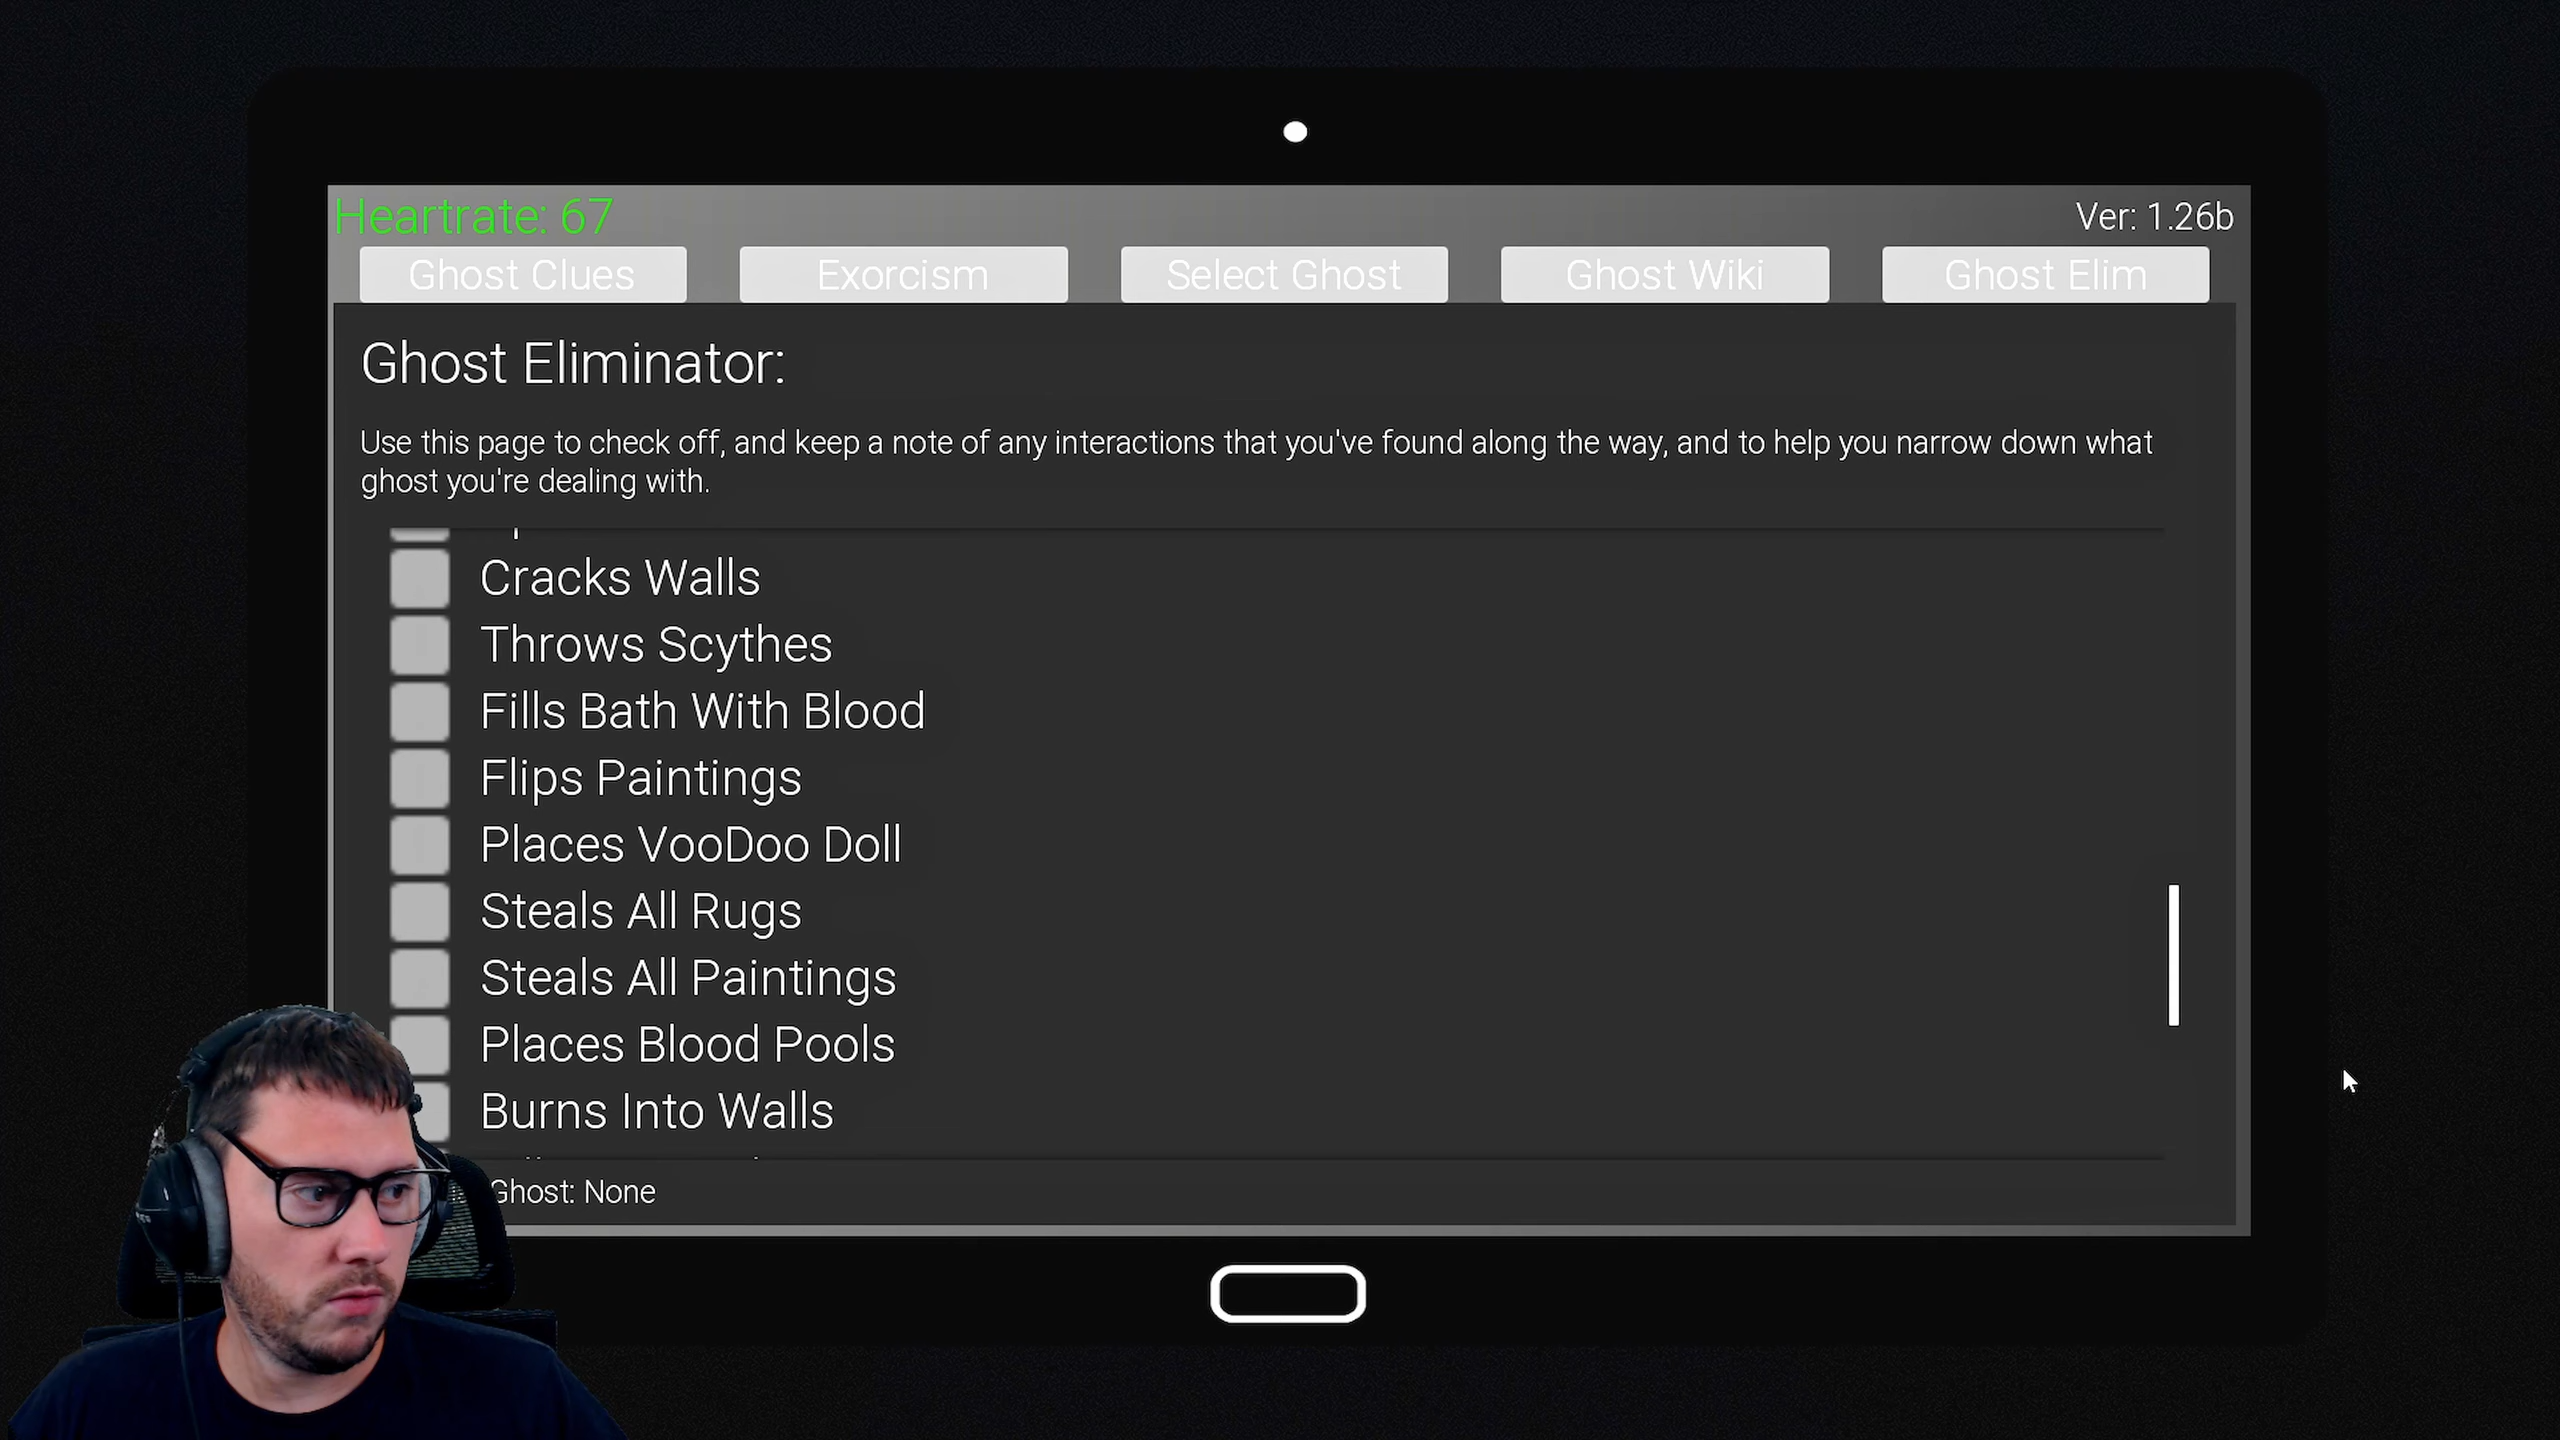 Heartrate: 67
Ver: 1.26b
Ghost Clues
Exorcism
Select Ghost
Ghost Wiki
Ghost Elim
Ghost Eliminator:
Use this page to check off, and keep a note of any interactions that you've found along the way, and to help you narrow down what
ghost you're dealing with.
Cracks Walls
Throws Scythes
Fills Bath With Blood
Flips Paintings
Places VooDoo Doll
Steals All Rugs
Steals All Paintings
Places Blood Pools
Burns Into Walls
Ghost: None